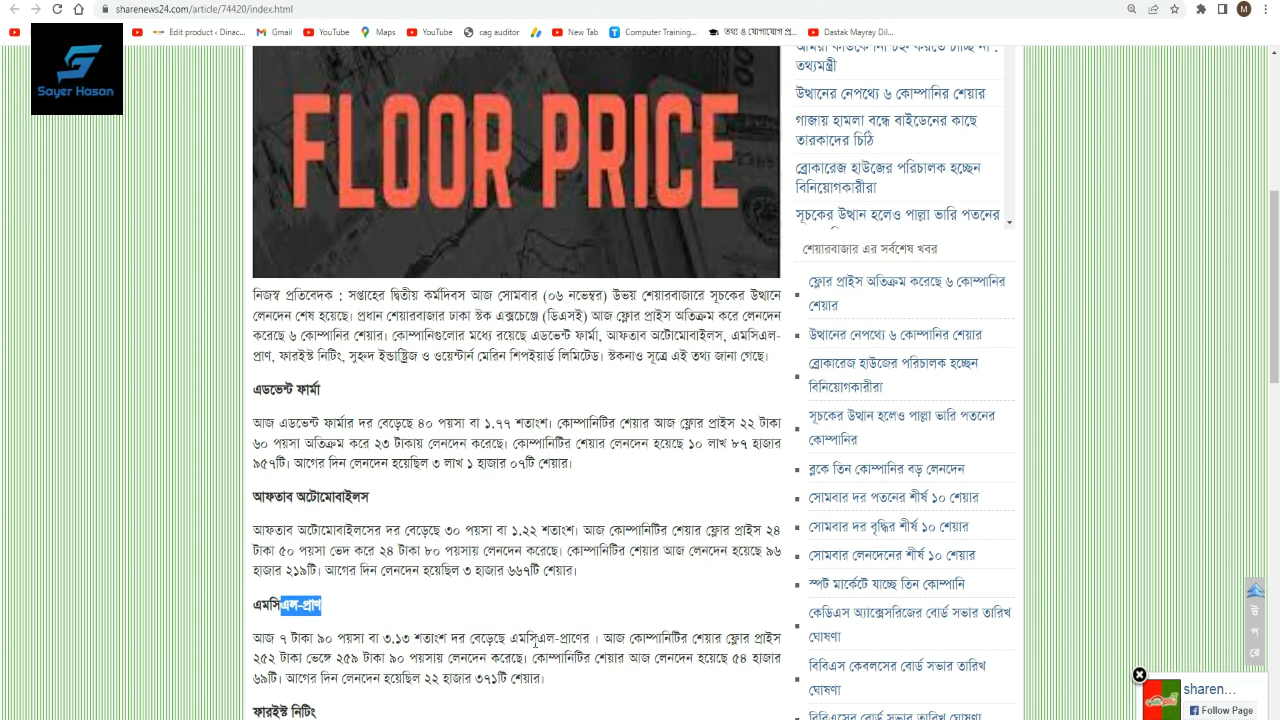 sharenews24.com/article/74420/index.html
M
Edit product ‹ Dinac...
Gmail
YouTube
Maps
YouTube
cag auditor
New Tab
Computer Training...
তথ্য ও যোগাযোগ প্র...
Dastak Mayray Dil...
Sayer Hasan
FLOOR PRICE
নিজস্ব প্রতিবেদক : সপ্তাহের দ্বিতীয় কর্মদিবস আজ সোমবার (০৬ নভেম্বর) উভয় শেয়ারবাজারে সূচকের উত্থানে
লেনদেন শেষ হয়েছে। প্রধান শেয়ারবাজার ঢাকা স্টক এক্সচেঞ্জে (ডিএসই) আজ ফ্লোর প্রাইস অতিক্রম করে লেনদেন
করেছে ৬ কোম্পানির শেয়ার। কোম্পানিগুলোর মধ্যে রয়েছে এডভেন্ট ফার্মা, আফতাব অটোমোবাইলস, এমসিএল-
প্রাণ, ফারইস্ট নিটিং, সুহৃদ ইন্ডাস্ট্রিজ ও ওয়েস্টার্ন মেরিন শিপইয়ার্ড লিমিটেড। স্টকনাও সূত্রে এই তথ্য জানা গেছে।
এডভেন্ট ফার্মা
আজ এডভেন্ট ফার্মার দর বেড়েছে ৪০ পয়সা বা ১.৭৭ শতাংশ। কোম্পানিটির শেয়ার আজ ফ্লোর প্রাইস ২২ টাকা
৬০ পয়সা অতিক্রম করে ২৩ টাকায় লেনদেন করেছে। কোম্পানিটির শেয়ার লেনদেন হয়েছে ১০ লাখ ৮৭ হাজার
৯৫৭টি। আগের দিন লেনদেন হয়েছিল ৩ লাখ ১ হাজার ০৭টি শেয়ার।
আফতাব অটোমোবাইলস
আফতাব অটোমোবাইলসের দর বেড়েছে ৩০ পয়সা বা ১.২২ শতাংশ। আজ কোম্পানিটির শেয়ার ফ্লোর প্রাইস ২৪
টাকা ৫০ পয়সা ভেদ করে ২৪ টাকা ৮০ পয়সায় লেনদেন করেছে। কোম্পানিটির শেয়ার আজ লেনদেন হয়েছে ৯৬
হাজার ২১৯টি। আগের দিন লেনদেন হয়েছিল ৩ হাজার ৬৬৭টি শেয়ার।
এমসিএল-প্রাণ
আজ ৭ টাকা ৯০ পয়সা বা ৩.১৩ শতাংশ দর বেড়েছে এমসিএল-প্রাণের । আজ কোম্পানিটির শেয়ার ফ্লোর প্রাইস
২৫২ টাকা ভেঙ্গে ২৫৯ টাকা ৯০ পয়সায় লেনদেন করেছে। কোম্পানিটির শেয়ার আজ লেনদেন হয়েছে ৫৪ হাজার
৬৯টি। আগের দিন লেনদেন হয়েছিল ২২ হাজার ৩৭১টি শেয়ার।
ফারইস্ট নিটিং
তথ্যমন্ত্রী
উত্থানের নেপথ্যে ৬ কোম্পানির শেয়ার
গাজায় হামলা বন্ধে বাইডেনের কাছে
তারকাদের চিঠি
ব্রোকারেজ হাউজের পরিচালক হচ্ছেন
বিনিয়োগকারীরা
সূচকের উত্থান হলেও পাল্লা ভারি পতনের
শেয়ারবাজার এর সর্বশেষ খবর
ফ্লোর প্রাইস অতিক্রম করেছে ৬ কোম্পানির
শেয়ার
উত্থানের নেপথ্যে ৬ কোম্পানির শেয়ার
ব্রোকারেজ হাউজের পরিচালক হচ্ছেন
বিনিয়োগকারীরা
সূচকের উত্থান হলেও পাল্লা ভারি পতনের
কোম্পানির
ব্লকে তিন কোম্পানির বড় লেনদেন
সোমবার দর পতনের শীর্ষ ১০ শেয়ার
সোমবার দর বৃদ্ধির শীর্ষ ১০ শেয়ার
সোমবার লেনদেনের শীর্ষ ১০ শেয়ার
স্পট মার্কেটে যাচ্ছে তিন কোম্পানি
কেডিএস অ্যাক্সেসরিজের বোর্ড সভার তারিখ
ঘোষণা
বিবিএস কেবলসের বোর্ড সভার তারিখ
ঘোষণা
বিবিএসের বোর্ড সভার তারিখ ঘোষণা
উ
প
রে
sharen...
Follow Page